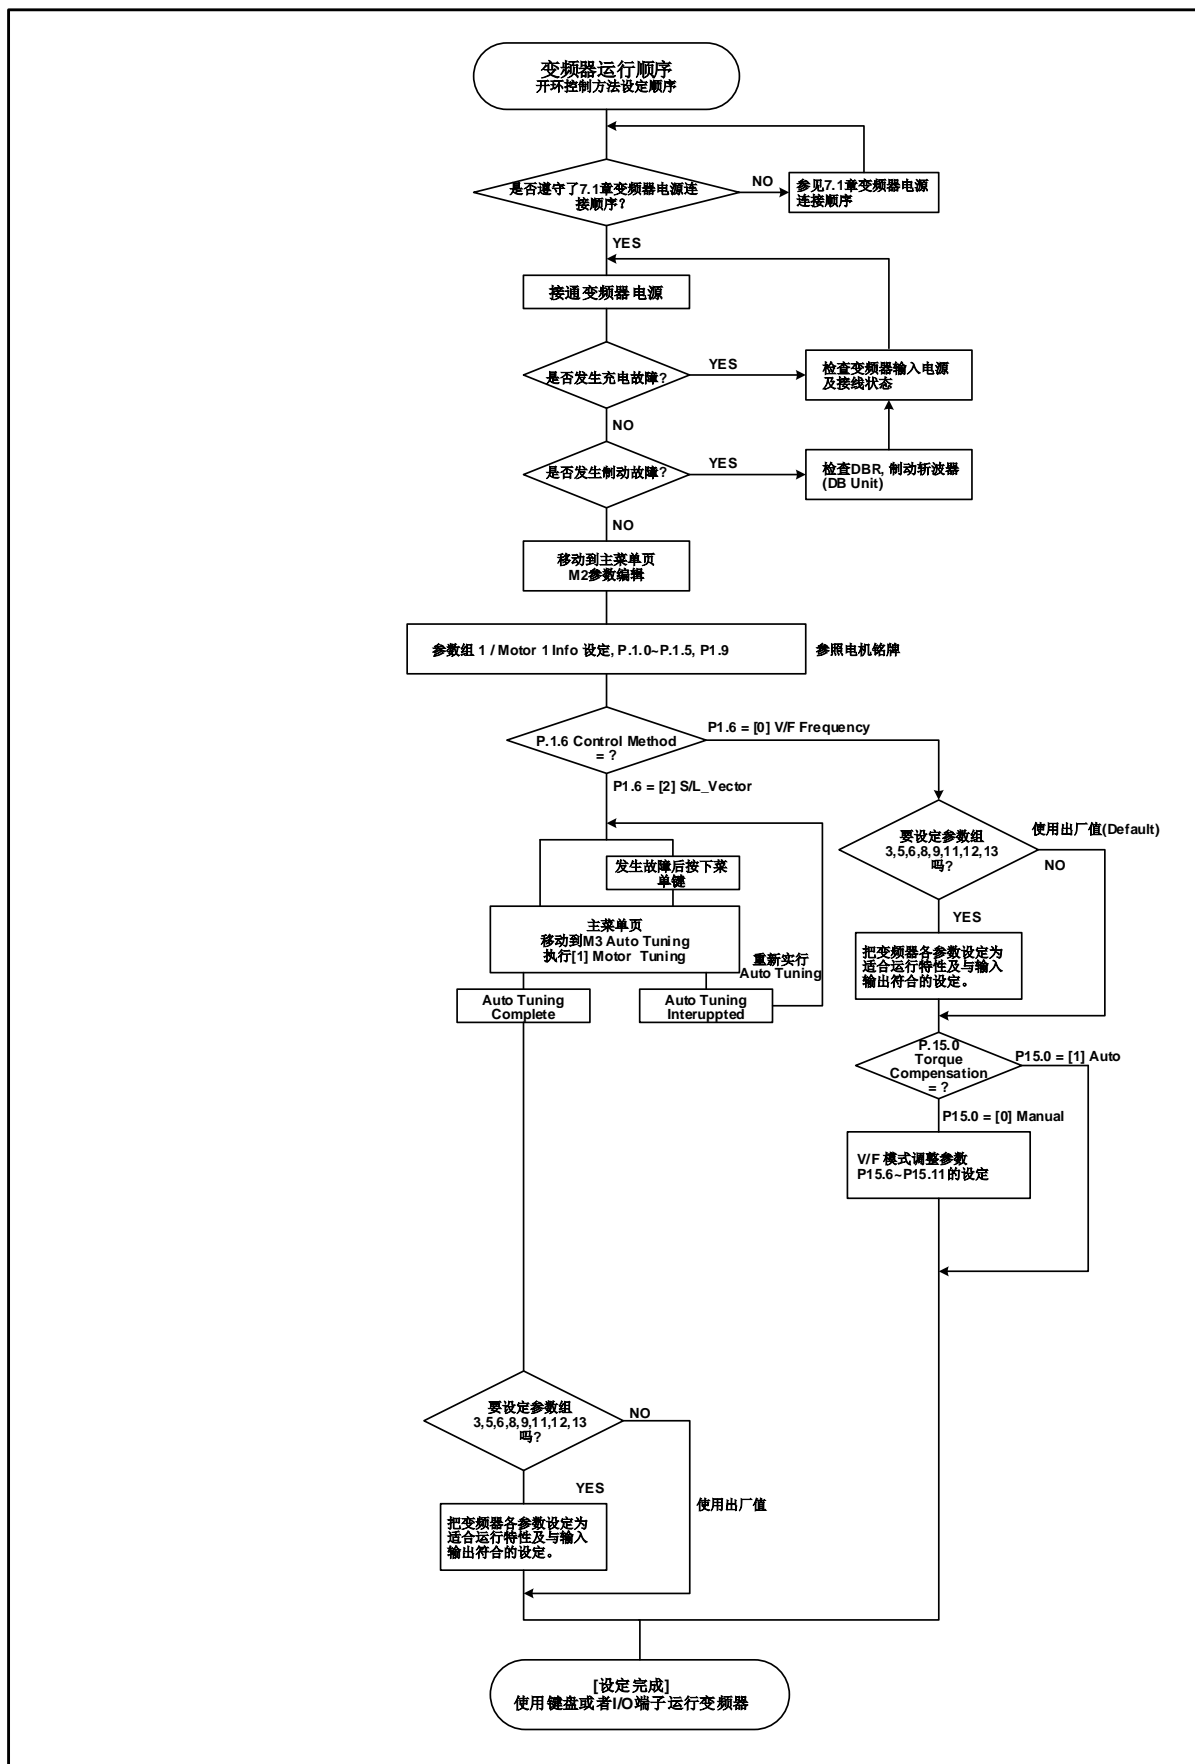 变频器运行顺序
开环控制方法设定顺序
是否遵守了7.1章变频器电源连
接顺序?
NO
参见7.1章变频器电源
连接顺序
YES
接通变频器电源
是否发生充电故障?
YES
检查变频器输入电源
及接线状态
NO
是否发生制动故障?
YES
检查DBR, 制动斩波器
(DB Unit)
NO
移动到主菜单页
M2参数编辑
参数组 1 / Motor 1 Info 设定, P.1.0~P.1.5, P1.9
参照电机铭牌
P.1.6 Control Method
= ?
P1.6 = [0] V/F Frequency
P1.6 = [2] S/L_Vector
要设定参数组
3,5,6,8,9,11,12,13
吗?
使用出厂值(Default)
NO
发生故障后按下菜
单键
主菜单页
移动到M3 Auto Tuning
执行[1] Motor Tuning
重新实行
Auto Tuning
YES
把变频器各参数设定为
适合运行特性及与输入
输出符合的设定。
Auto Tuning
Complete
Auto Tuning
Interuppted
P.15.0
Torque
Compensation
= ?
P15.0 = [1] Auto
P15.0 = [0] Manual
V/F 模式调整参数
P15.6~P15.11的设定
要设定参数组
3,5,6,8,9,11,12,13
吗?
NO
YES
使用出厂值
把变频器各参数设定为
适合运行特性及与输入
输出符合的设定。
[设定完成]
使用键盘或者I/O端子运行变频器